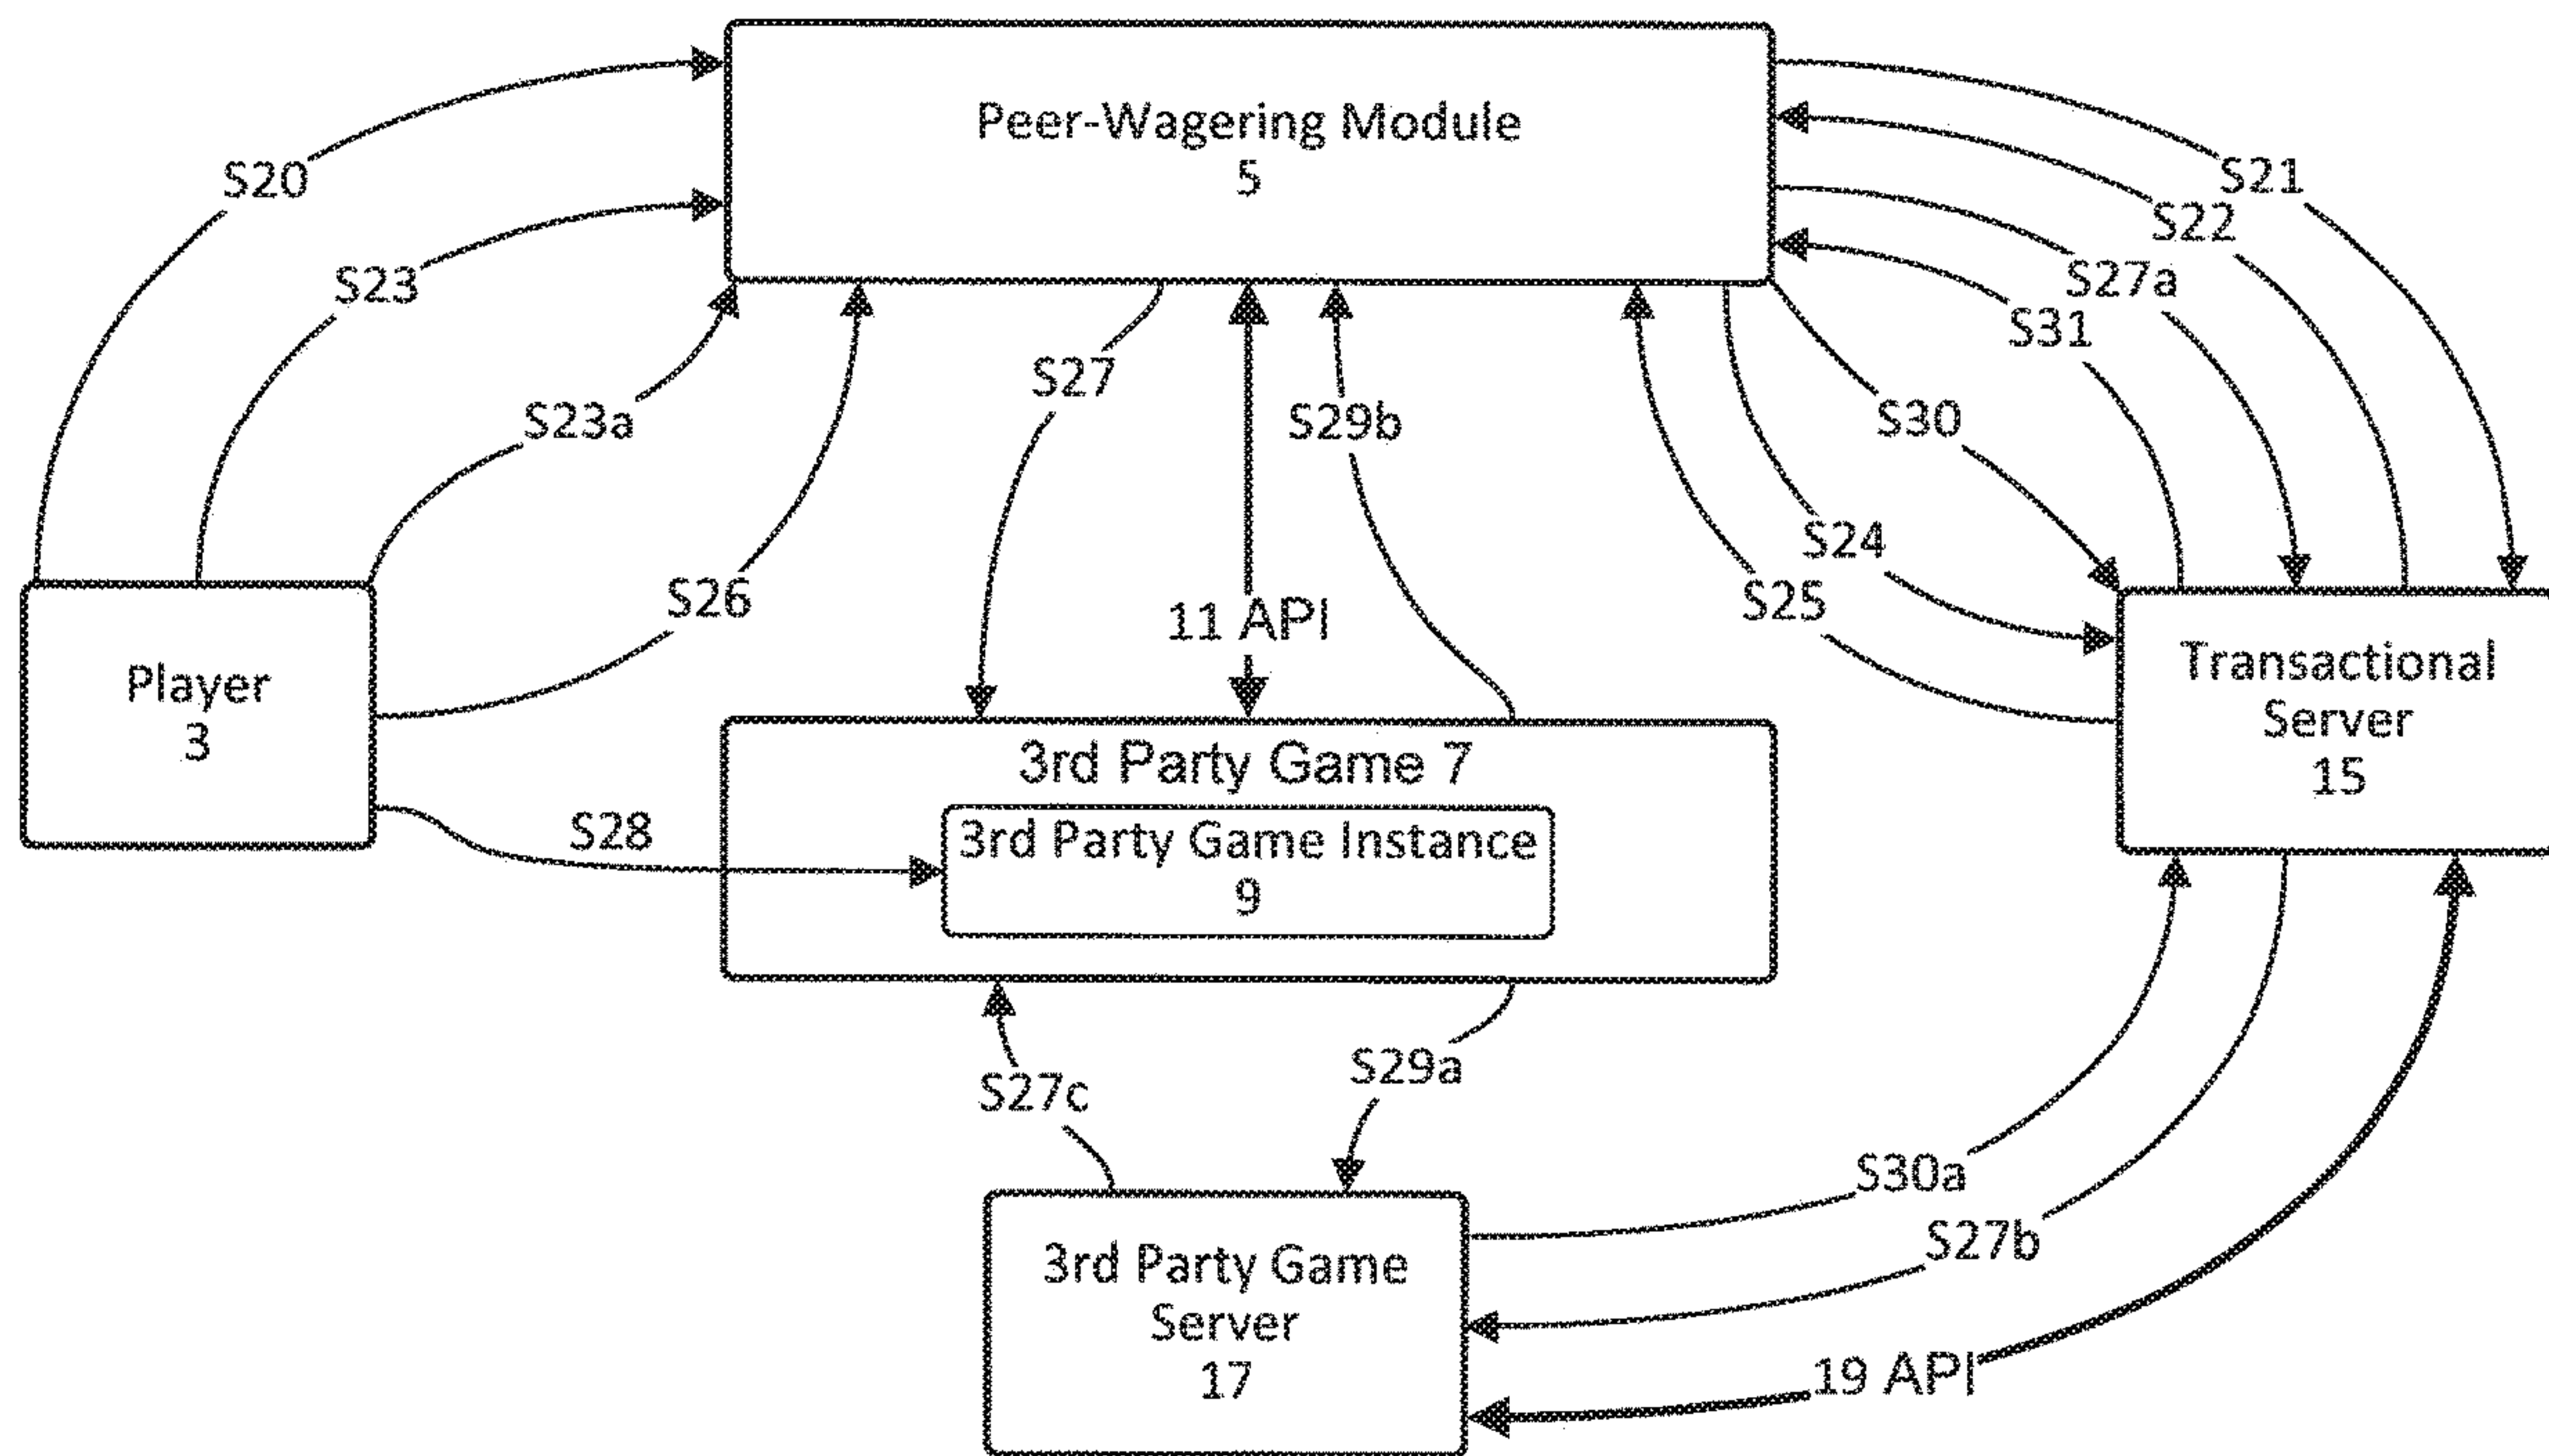 Peer-Wagering Module
5
S20
S21
S22
S23
S27a
S31
S27
S23a
S29b
S30
S24
S26
S25
11 API
Player
3
Transactional
Server
15
3rd Party Game 7
S28
3rd Party Game Instance
9
S27c
S29a
S30a
S27b
3rd Party Game
Server
17
19 API